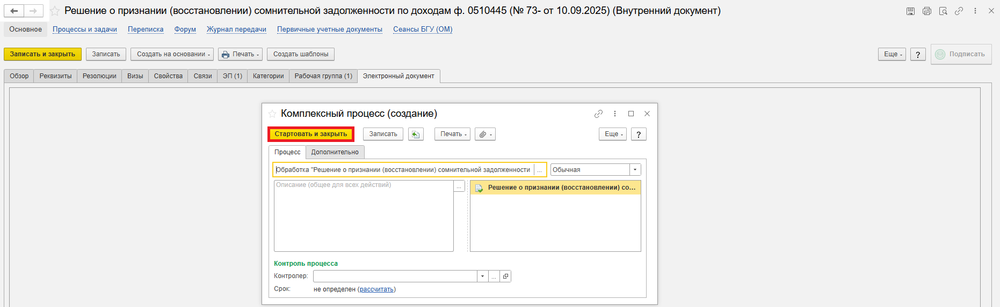 Решение о признании (восстановлении) сомнительной задолженности по доходам ф. 0510445 (№ 73- от 10.09.2025) (Внутренний документ)
Основное Процессы и задачи Переписка Форум Журнал передачи Первичные учетные документы Сеансы БГУ (ОМ)
Записать и закрыть Записать Создать на основании Печать Создать шаблоны Еще ? Подписать
Обзор Реквизиты Резолюции Визы Свойства Связи ЭП (1) Категории Рабочая группа (1) Электронный документ
Комплексный процесс (создание)
Стартовать и закрыть Записать Печать Еще ?
Процесс Дополнительно
Обработка "Решение о признании (восстановлении) сомнительной задолженности ... Обычная
Описание (общее для всех действий) ... Решение о признании (восстановлении) со...
Контроль процесса
Контролер: ...
Срок: не определен (рассчитать)